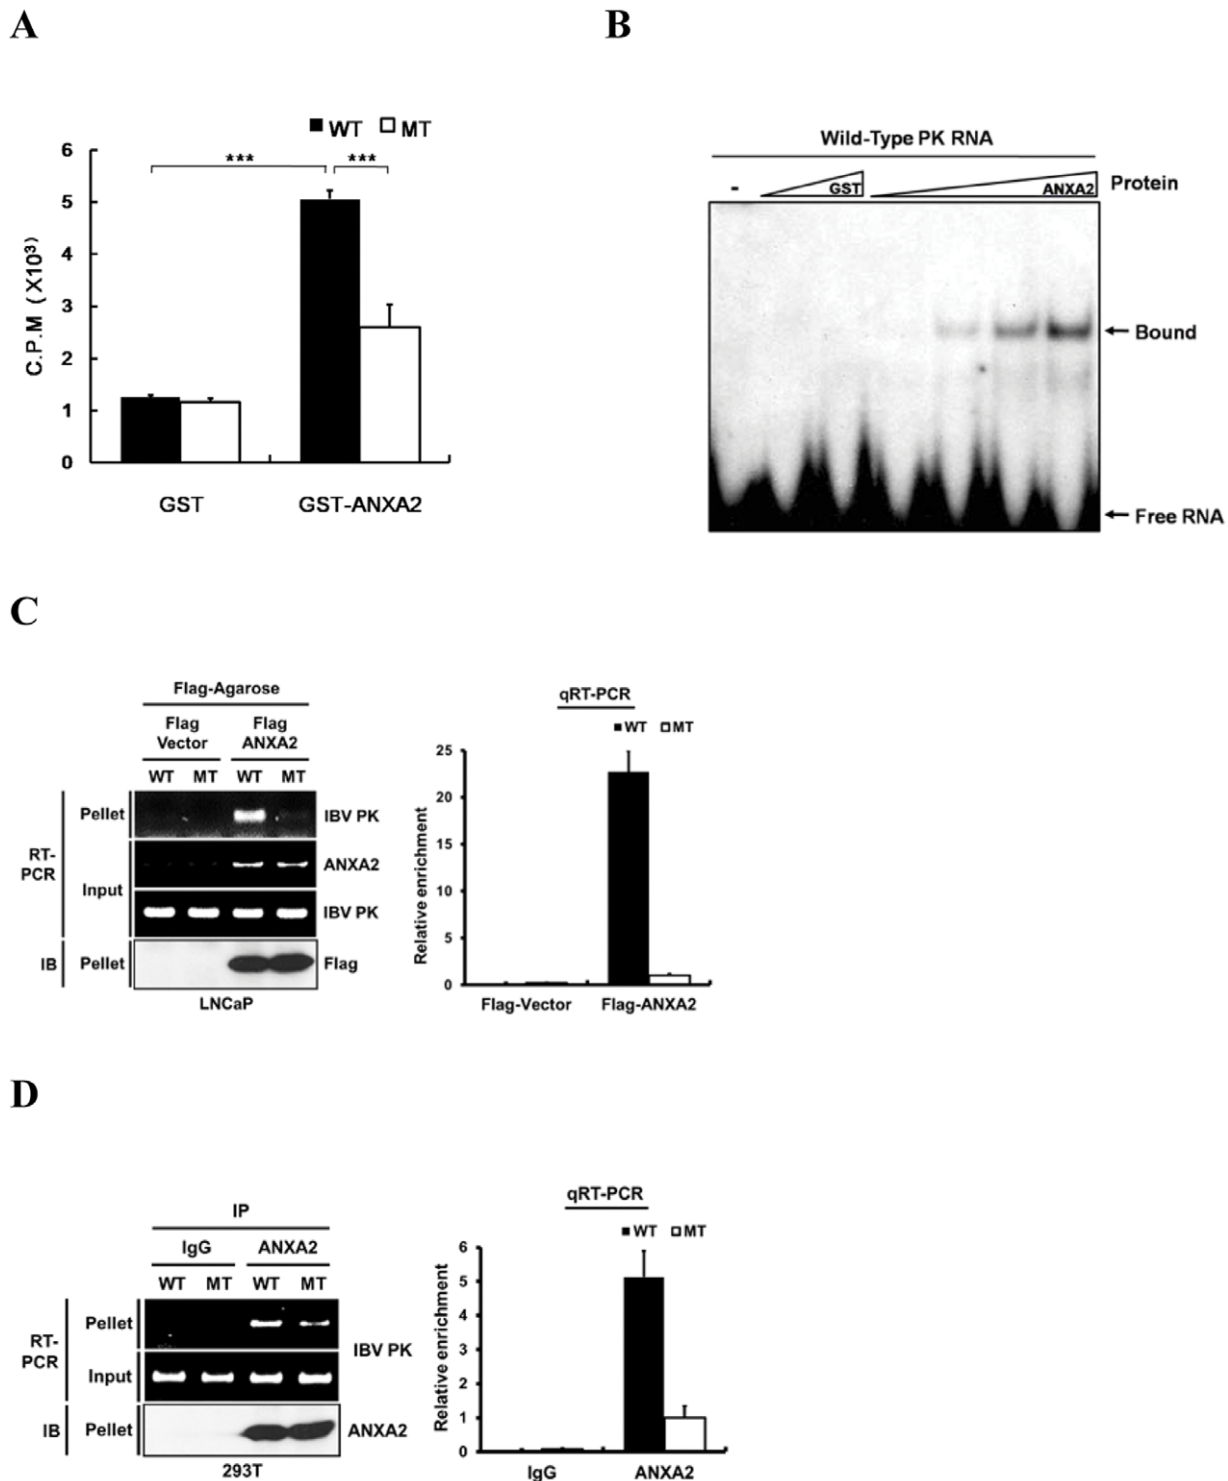 A
B
WT MT
*** ***
6
5
4
3
2
1
0
C.P.M ( X10³)
GST GST-ANXA2
Wild-Type PK RNA
- GST ANXA2 Protein
Bound
Free RNA
C
Flag-Agarose
Flag Vector Flag ANXA2
WT MT WT MT
Pellet IBV PK
RT-PCR
ANXA2
Input
IBV PK
IB Pellet Flag
LNCaP
qRT-PCR
WT MT
25
20
15
10
5
0
Relative enrichment
Flag-Vector Flag-ANXA2
D
IP
IgG ANXA2
WT MT WT MT
Pellet
RT-PCR
IBV PK
Input
IB Pellet ANXA2
293T
qRT-PCR
WT MT
6
5
4
3
2
1
0
Relative enrichment
IgG ANXA2